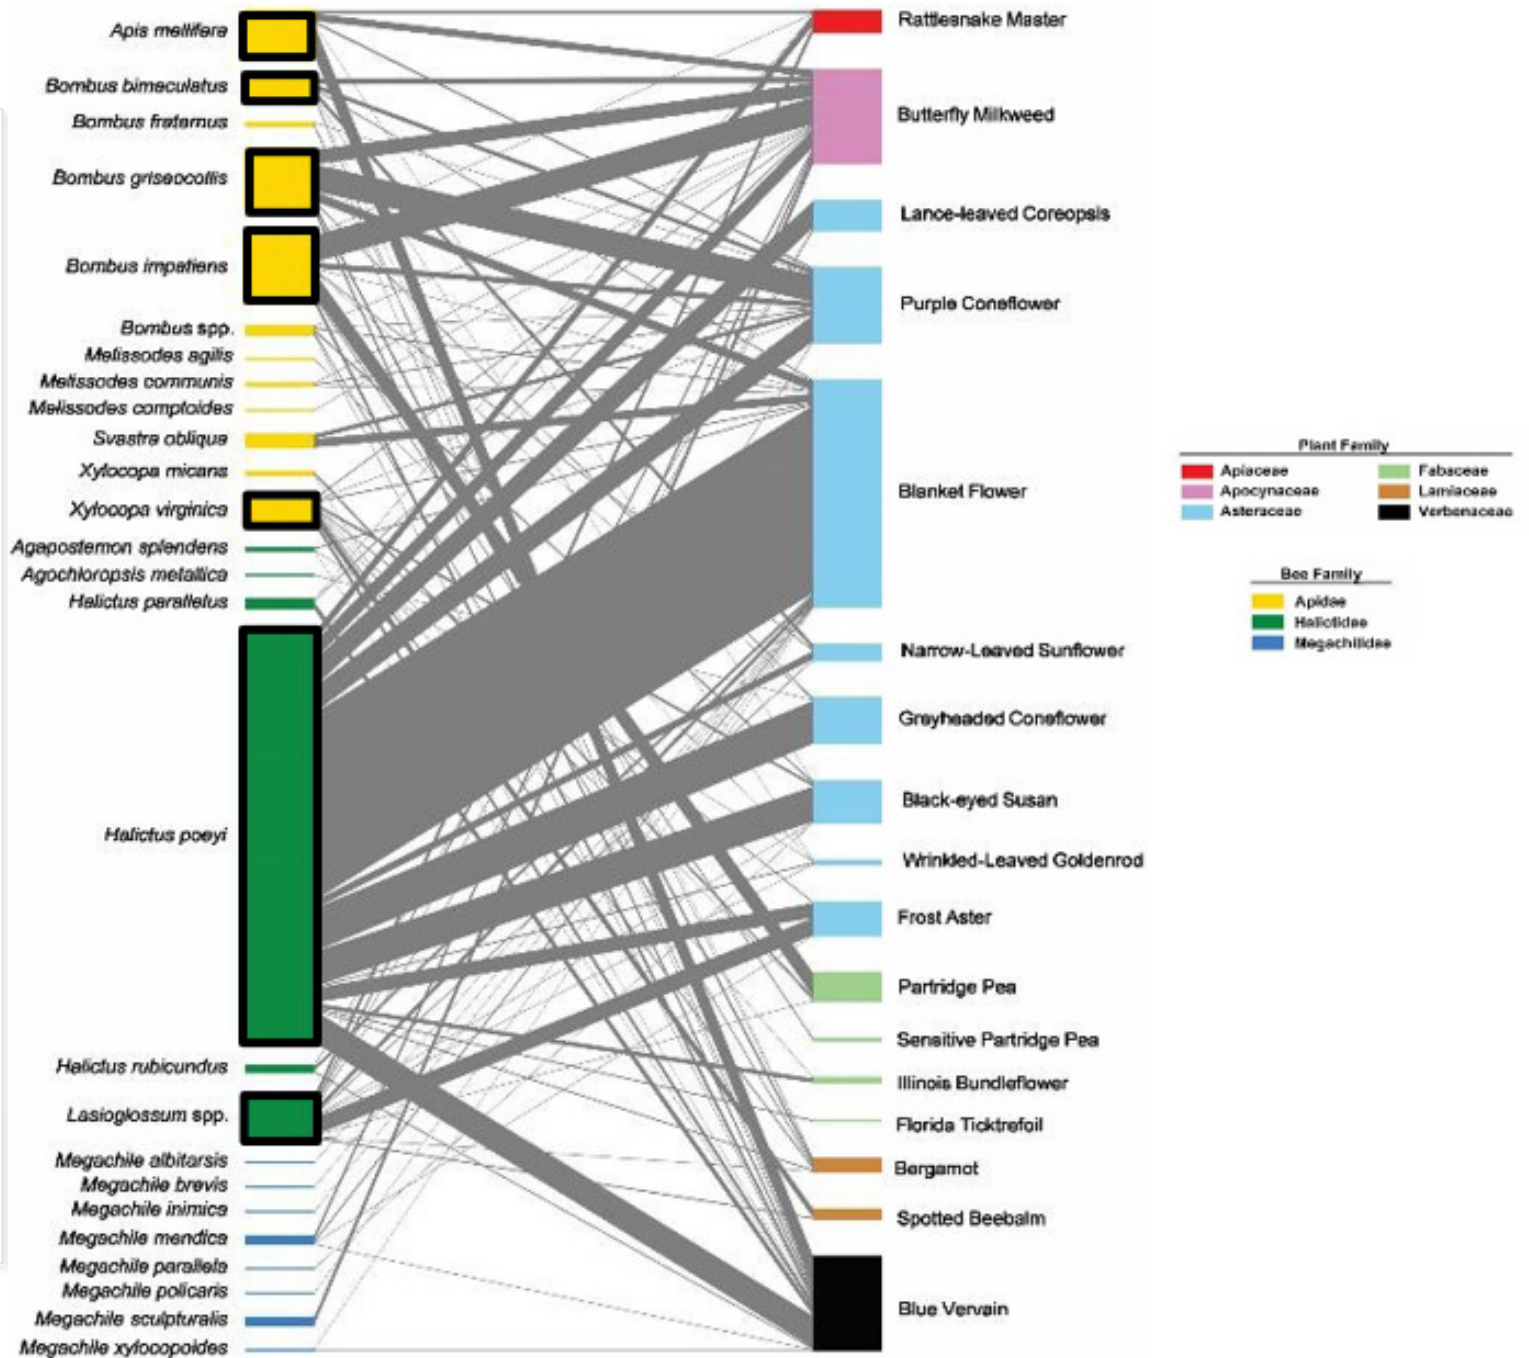 Apis mellifera
Bombus bimaculatus
Bombus fraternus
Bombus griseocollis
Bombus impatiens
Bombus spp.
Melissodes agilis
Melissodes communis
Melissodes comptoides
Svastra obliqua
Xylocopa micans
Xylocopa virginica
Agapostemon splendens
Agochloropsis metallica
Halictus parallelus
Halictus poeyi
Halictus rubicundus
Lasioglossum spp.
Megachile albitarsis
Megachile brevis
Megachile inimica
Megachile mendica
Megachile parallela
Megachile policaris
Megachile sculpturalis
Megachile xylocopoides
Rattlesnake Master
Butterfly Milkweed
Lance-leaved Coreopsis
Purple Coneflower
Blanket Flower
Narrow-Leaved Sunflower
Greyheaded Coneflower
Black-eyed Susan
Wrinkled-Leaved Goldenrod
Frost Aster
Partridge Pea
Sensitive Partridge Pea
Illinois Bundleflower
Florida Ticktrefoil
Bergamot
Spotted Beebalm
Blue Vervain
Plant Family
Apiaceae
Apocynaceae
Asteraceae
Fabaceae
Lamiaceae
Verbenaceae
Bee Family
Apidae
Halictidae
Megachilidae